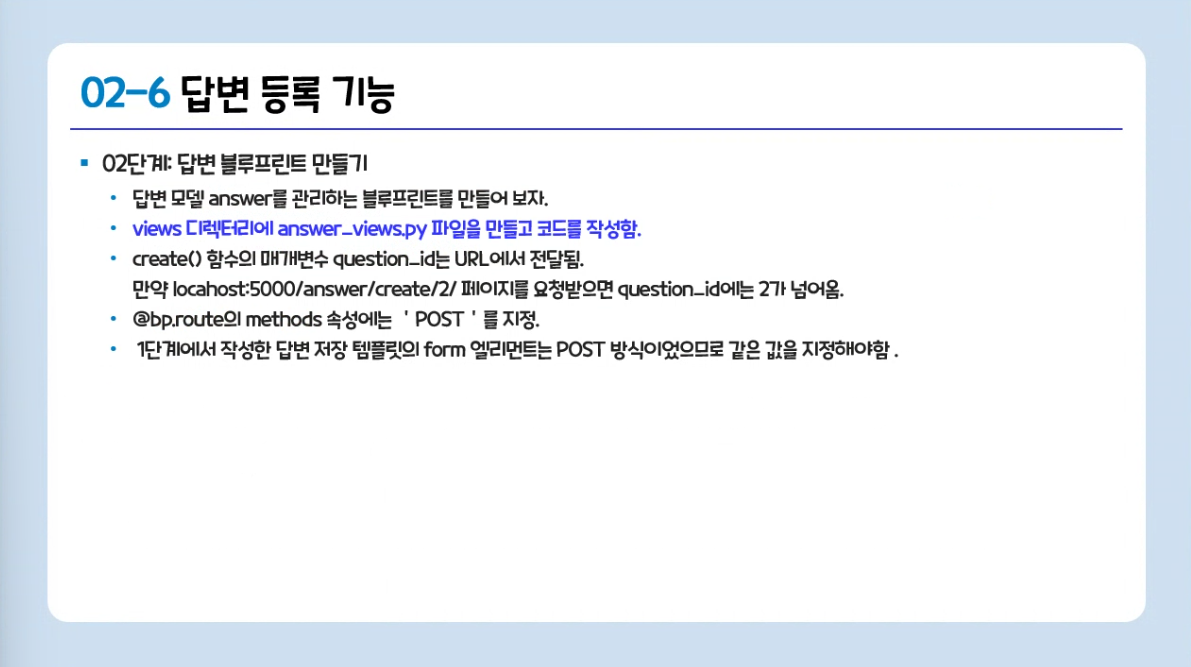 02-6 답변 등록 기능
02단계: 답변 블루프린트 만들기
답변 모델 answer를 관리하는 블루프린트를 만들어 보자.
views 디렉터리에 answer_views.py 파일을 만들고 코드를 작성함.
create() 함수의 매개변수 question_id는 URL에서 전달됨.
만약 locahost:5000/answer/create/2/ 페이지를 요청받으면 question_id에는 2가 넘어옴.
@bp.route의 methods 속성에는 'POST'를 지정.
1단계에서 작성한 답변 저장 템플릿의 form 엘리먼트는 POST 방식이었으므로 같은 값을 지정해야함 .